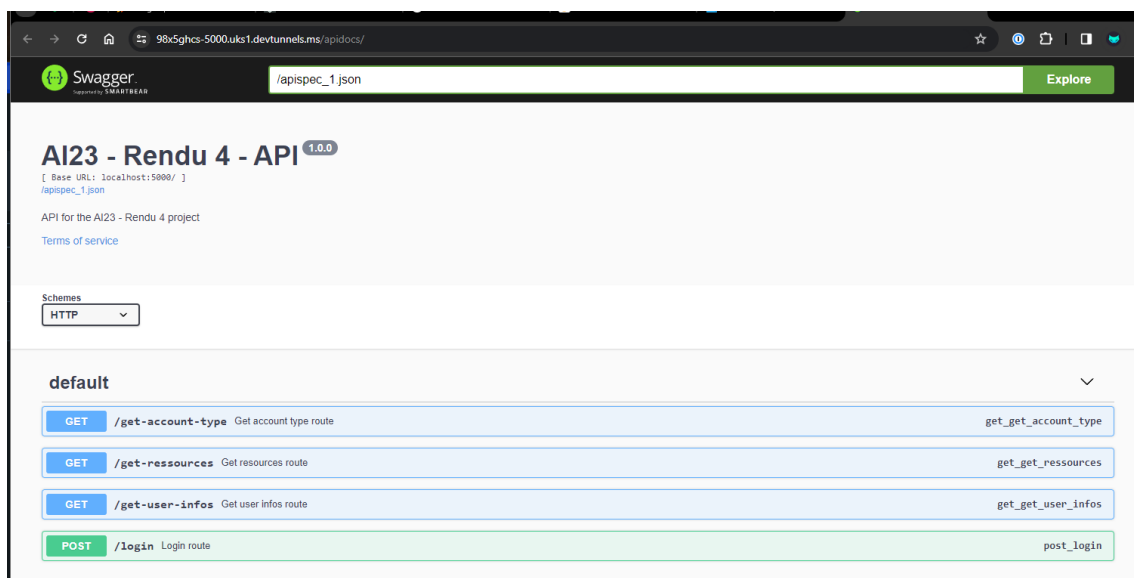 98x5ghcs-5000.uks1.devtunnels.ms/apidocs/
Swagger.
Supported by SMARTBEAR
/apispec_1.json
Explore
AI23 - Rendu 4 - API 1.0.0
[ Base URL: localhost:5000/ ]
/apispec_1.json
API for the AI23 - Rendu 4 project
Terms of service
Schemes
HTTP
default
GET /get-account-type Get account type route get_get_account_type
GET /get-ressources Get resources route get_get_ressources
GET /get-user-infos Get user infos route get_get_user_infos
POST /login Login route post_login